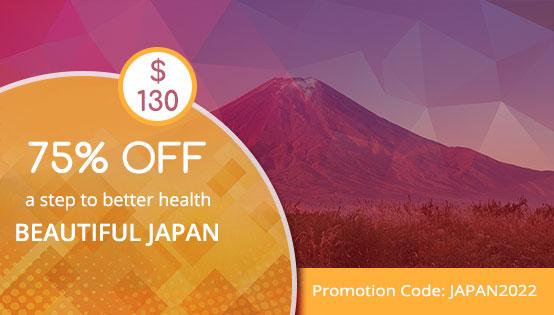 $
130
75% OFF
a step to better health
BEAUTIFUL JAPAN
Promotion Code: JAPAN2022